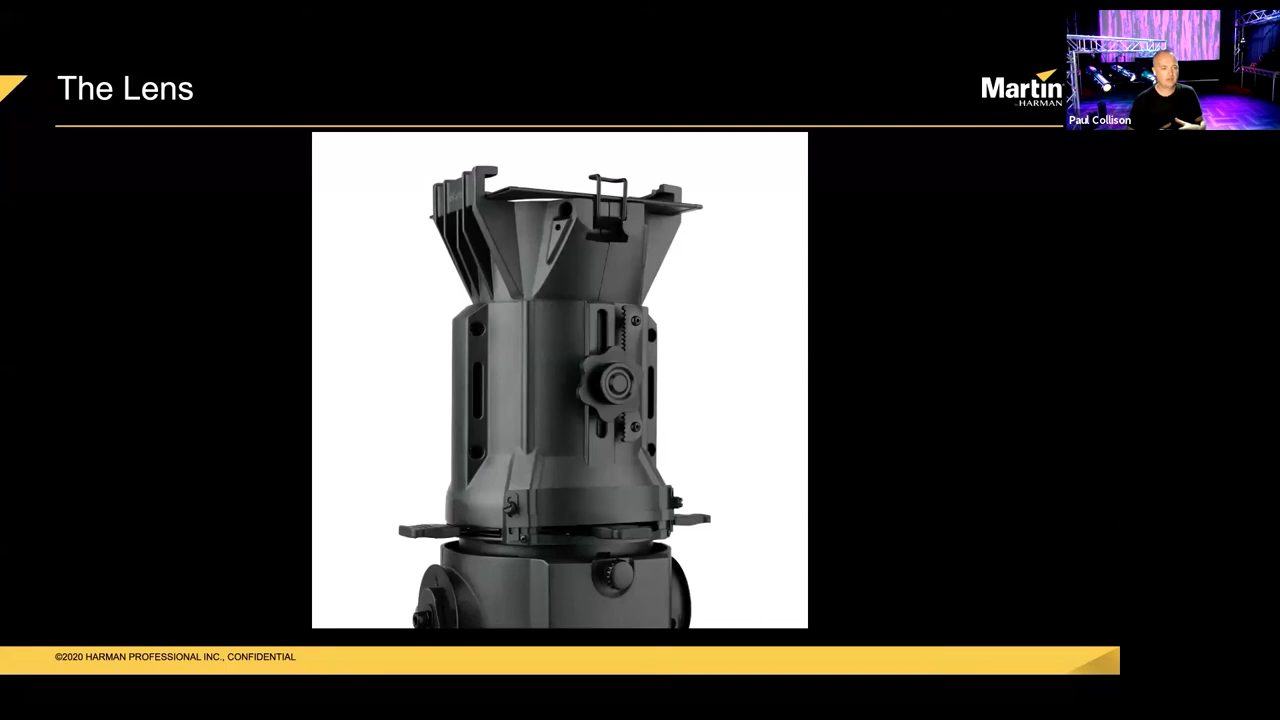 The Lens
Martin
by HARMAN
Paul Collison
©2020 HARMAN PROFESSIONAL INC., CONFIDENTIAL